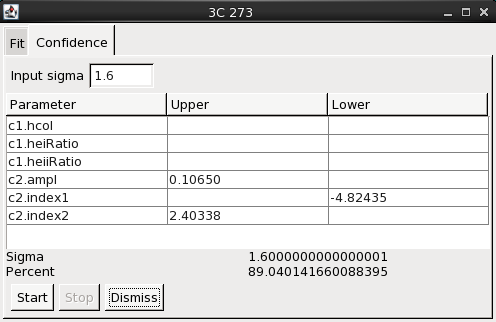 3C 273
Fit Confidence
Input sigma 1.6
Parameter Upper Lower
c1.hcol
c1.heiRatio
c1.heiiRatio
c2.ampl 0.10650
c2.index1 -4.82435
c2.index2 2.40338
Sigma 1.6000000000000001
Percent 89.040141660088395
Start Stop Dismiss